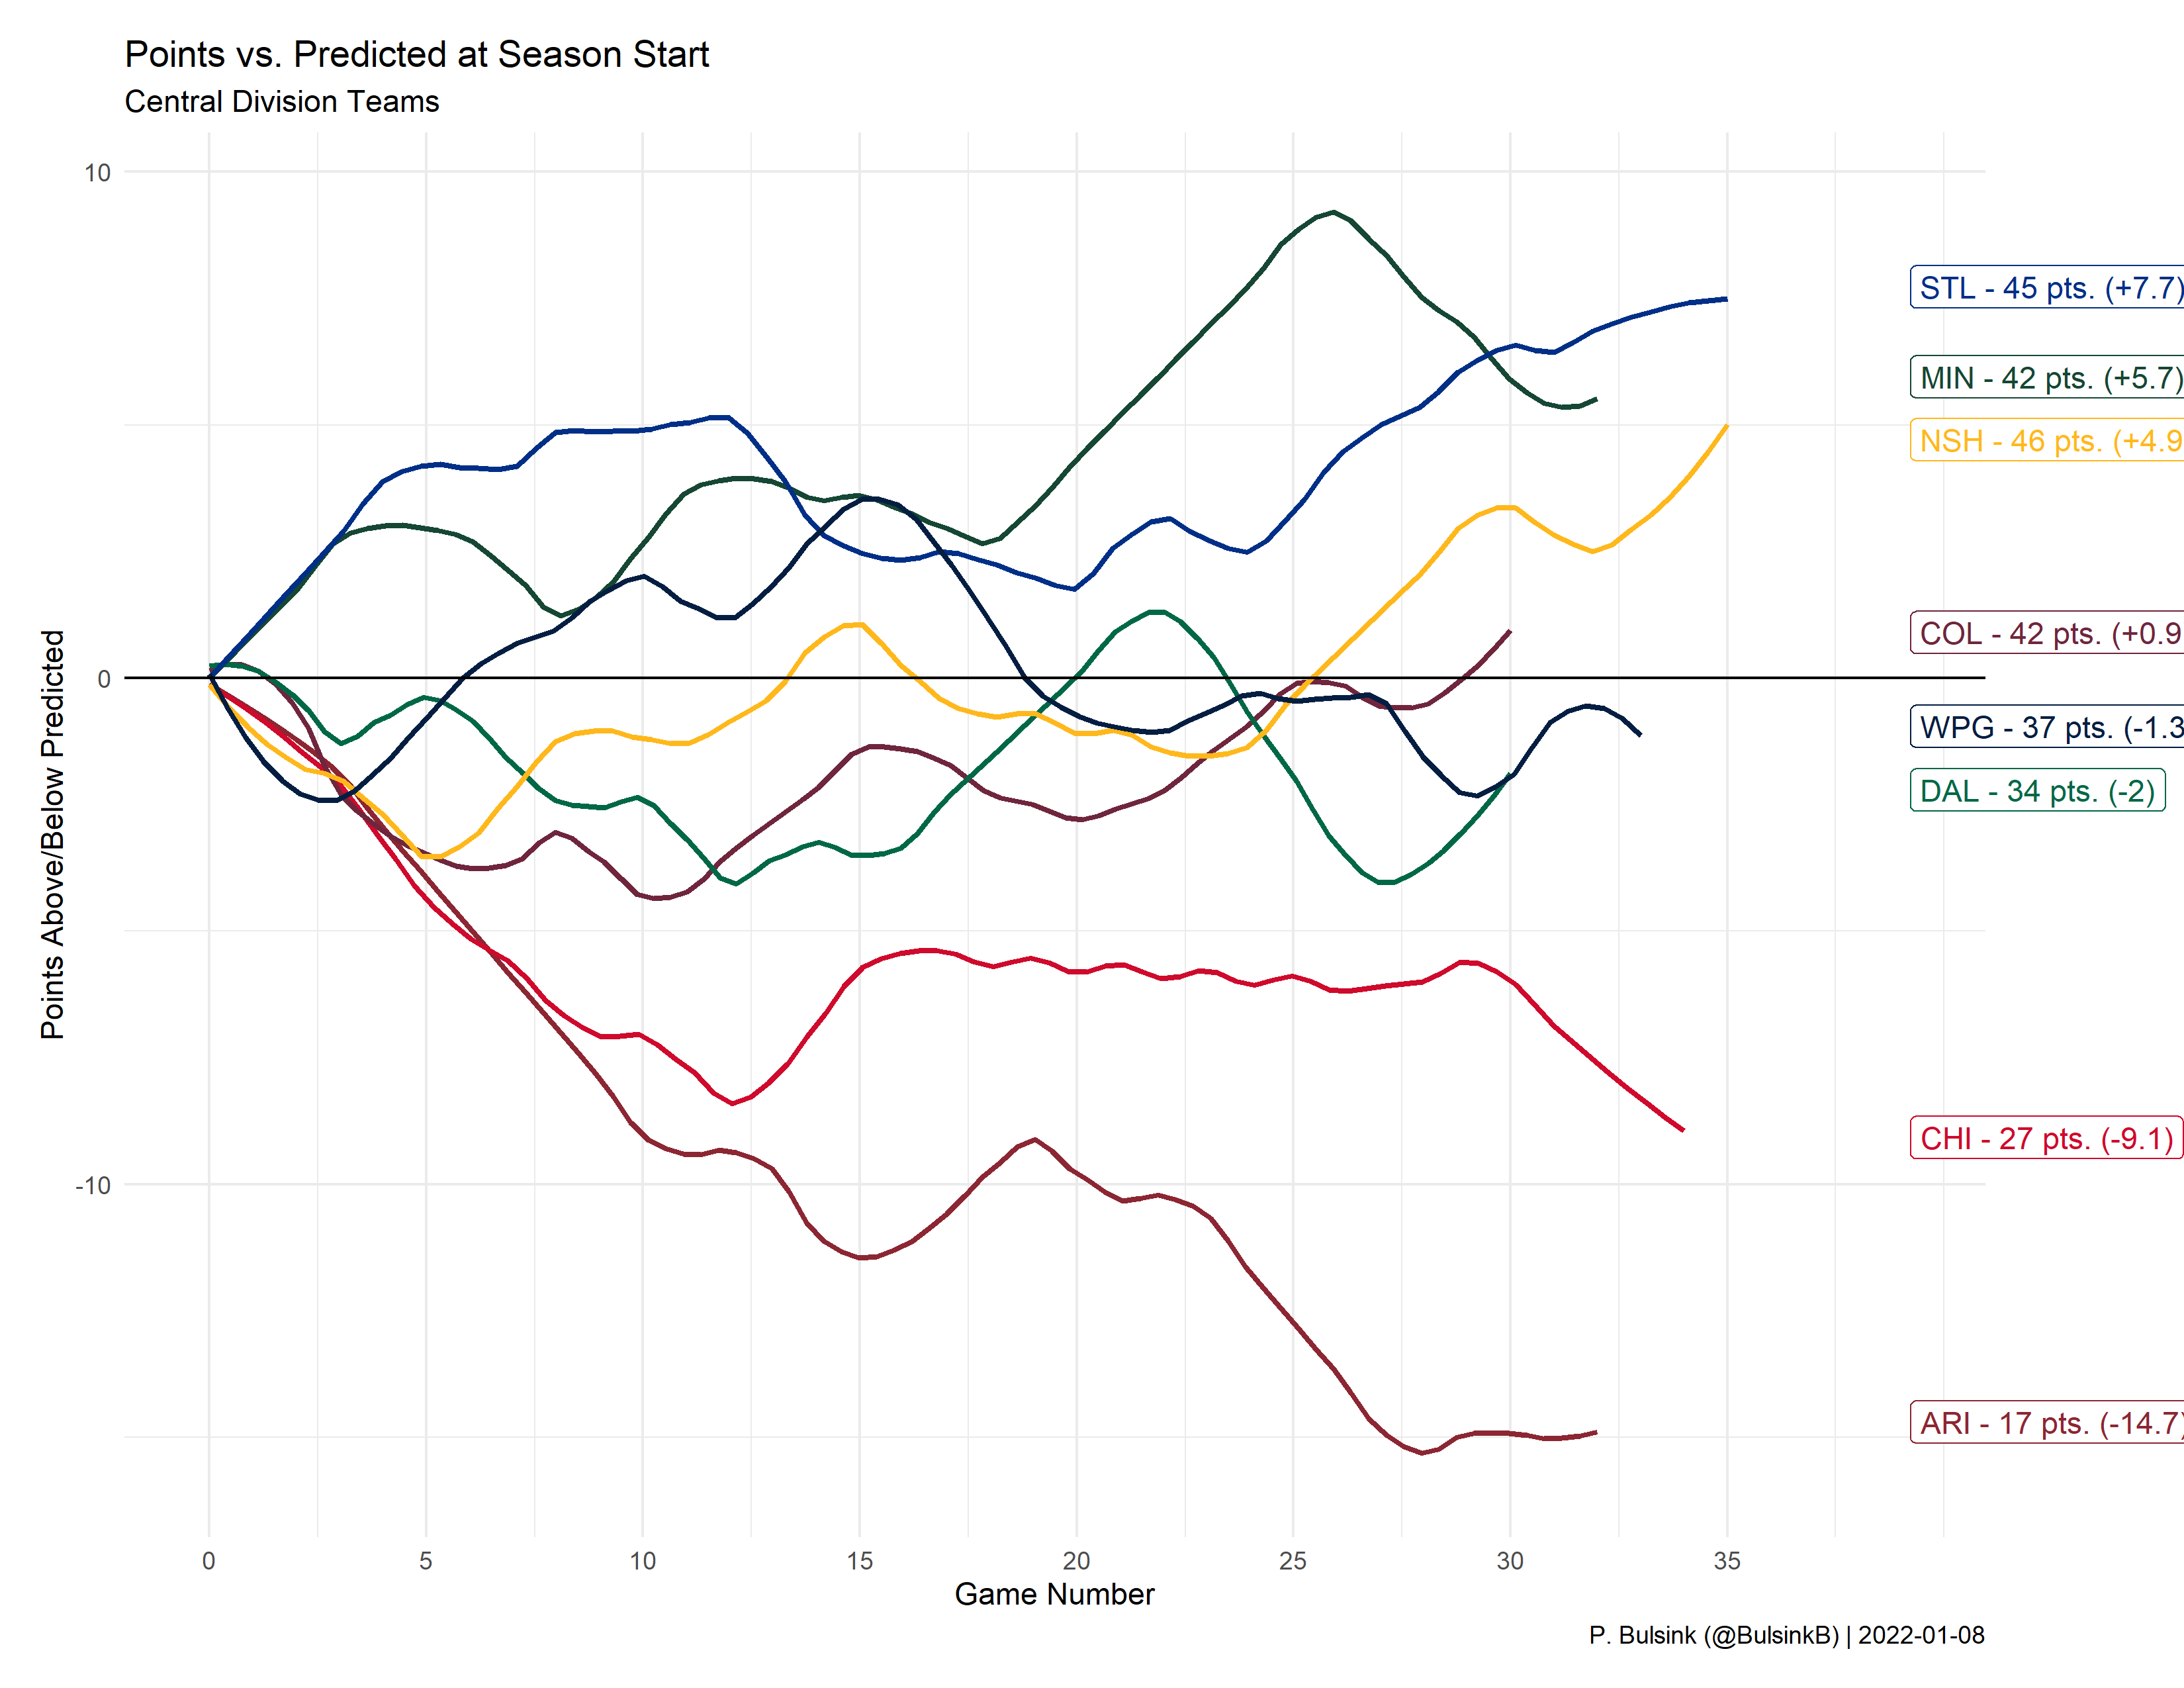 Points vs. Predicted at Season Start
Central Division Teams
Points Above/Below Predicted
10
0
-10
STL - 45 pts. (+7.7)
MIN - 42 pts. (+5.7)
NSH - 46 pts. (+4.9
COL - 42 pts. (+0.9
WPG - 37 pts. (-1.3
DAL - 34 pts. (-2)
CHI - 27 pts. (-9.1)
ARI - 17 pts. (-14.7)
0 5 10 15 20 25 30 35
Game Number
P. Bulsink (@BulsinkB) | 2022-01-08